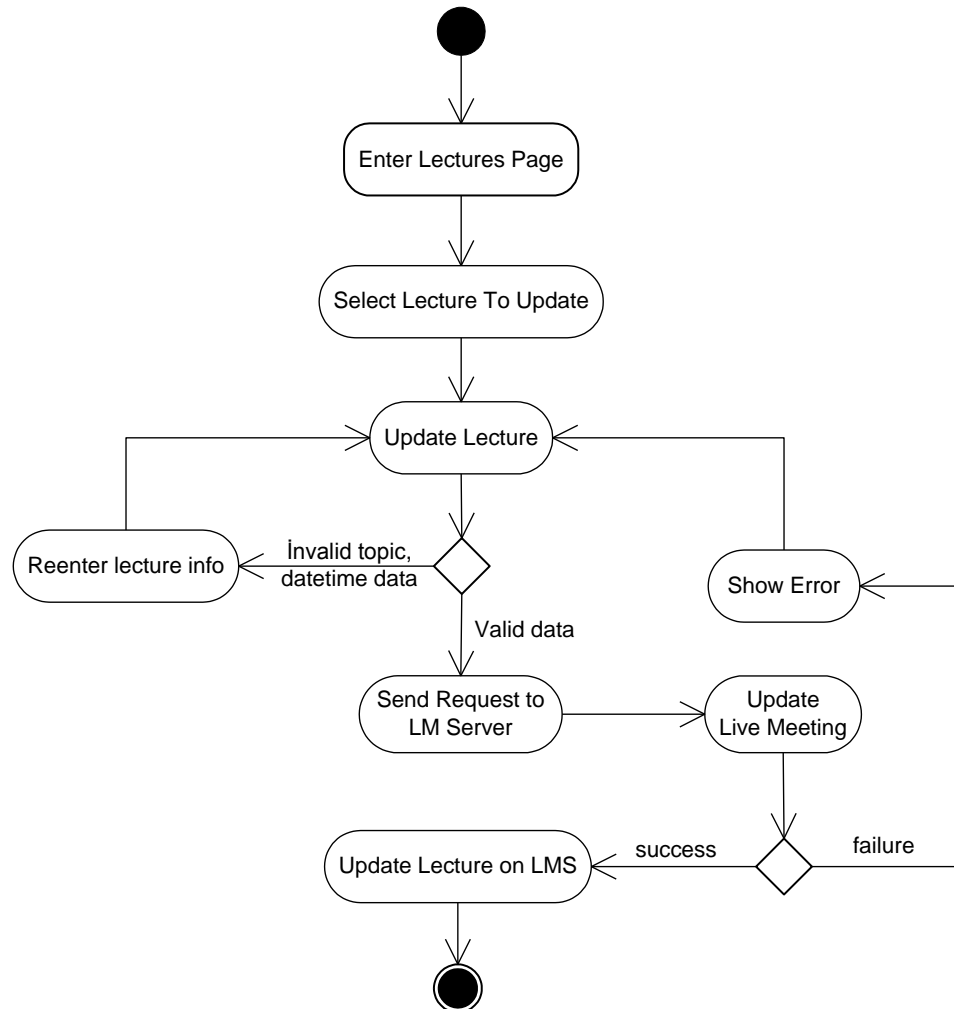 Enter Lectures Page
Select Lecture To Update
Update Lecture
İnvalid topic,
datetime data
Reenter lecture info
Show Error
Valid data
Send Request to
LM Server
Update
Live Meeting
success
failure
Update Lecture on LMS